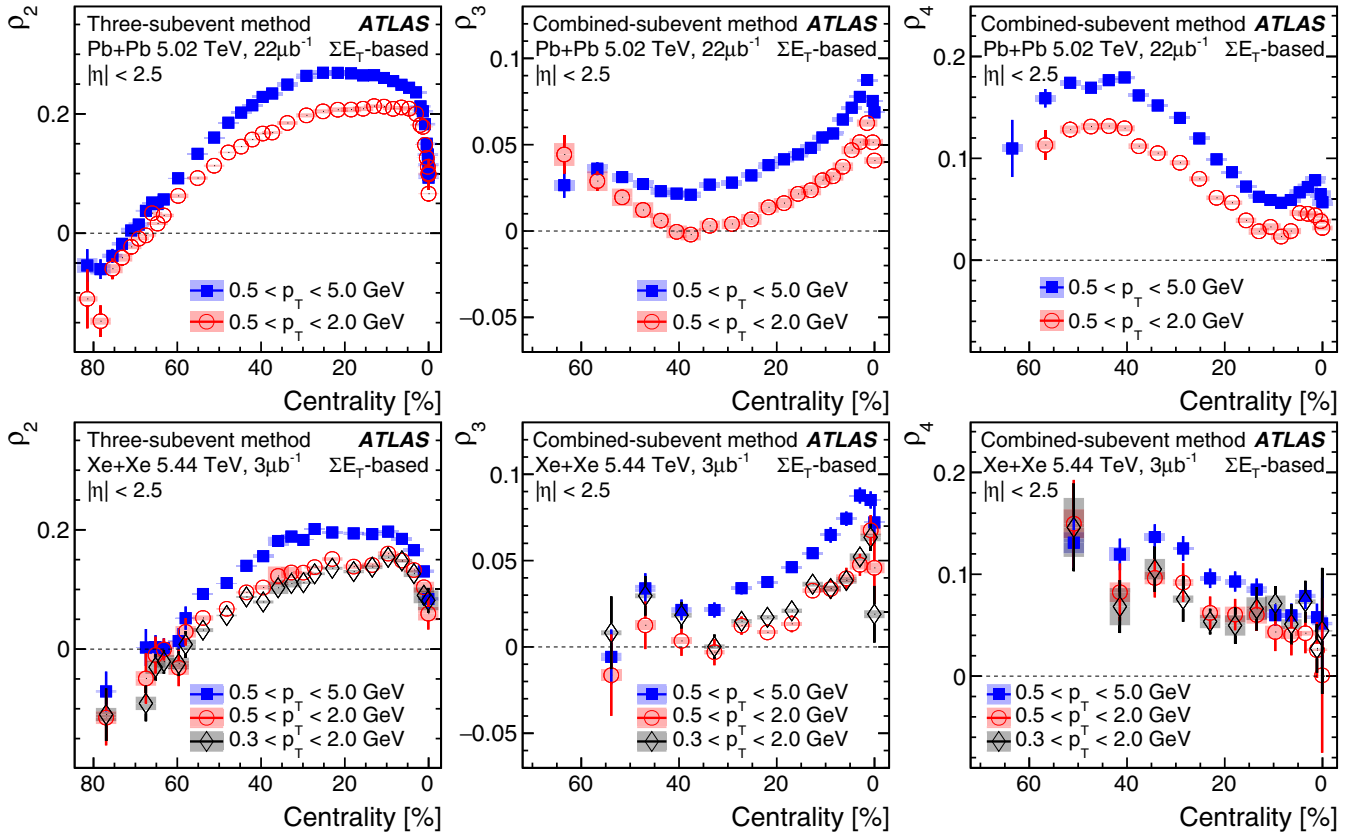 ρ2
Three-subevent method ATLAS
Pb+Pb 5.02 TeV, 22μb-1 ΣET-based
|η| < 2.5
0.2
0
0.5 < pT < 5.0 GeV
0.5 < pT < 2.0 GeV
80 60 40 20 0
Centrality [%]
ρ3
Combined-subevent method ATLAS
Pb+Pb 5.02 TeV, 22μb-1 ΣET-based
|η| < 2.5
0.1
0.05
0
−0.05
0.5 < pT < 5.0 GeV
0.5 < pT < 2.0 GeV
60 40 20 0
Centrality [%]
ρ4
Combined-subevent method ATLAS
Pb+Pb 5.02 TeV, 22μb-1 ΣET-based
|η| < 2.5
0.2
0.1
0
0.5 < pT < 5.0 GeV
0.5 < pT < 2.0 GeV
60 40 20 0
Centrality [%]
ρ2
Three-subevent method ATLAS
Xe+Xe 5.44 TeV, 3μb-1 ΣET-based
|η| < 2.5
0.2
0
0.5 < pT < 5.0 GeV
0.5 < pT < 2.0 GeV
0.3 < pT < 2.0 GeV
80 60 40 20 0
Centrality [%]
ρ3
Combined-subevent method ATLAS
Xe+Xe 5.44 TeV, 3μb-1 ΣET-based
|η| < 2.5
0.1
0.05
0
−0.05
0.5 < pT < 5.0 GeV
0.5 < pT < 2.0 GeV
0.3 < pT < 2.0 GeV
60 40 20 0
Centrality [%]
ρ4
Combined-subevent method ATLAS
Xe+Xe 5.44 TeV, 3μb-1 ΣET-based
|η| < 2.5
0.2
0.1
0
0.5 < pT < 5.0 GeV
0.5 < pT < 2.0 GeV
0.3 < pT < 2.0 GeV
60 40 20 0
Centrality [%]